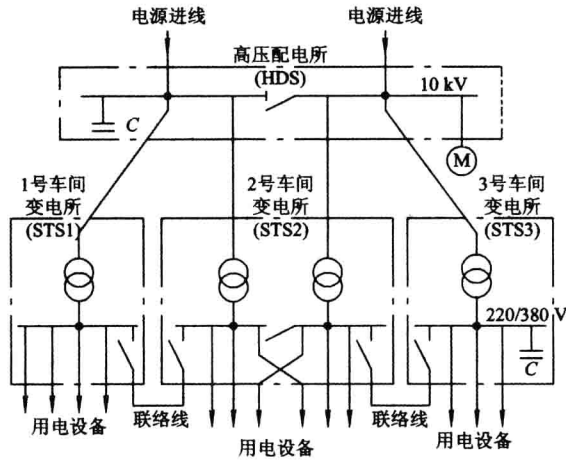 电源进线
电源进线
高压配电所
(HDS)
10 kV
C
M
1号车间
变电所
(STS1)
2号车间
变电所
(STS2)
3号车间
变电所
(STS3)
220/380 V
C
用电设备
联络线
用电设备
联络线
用电设备